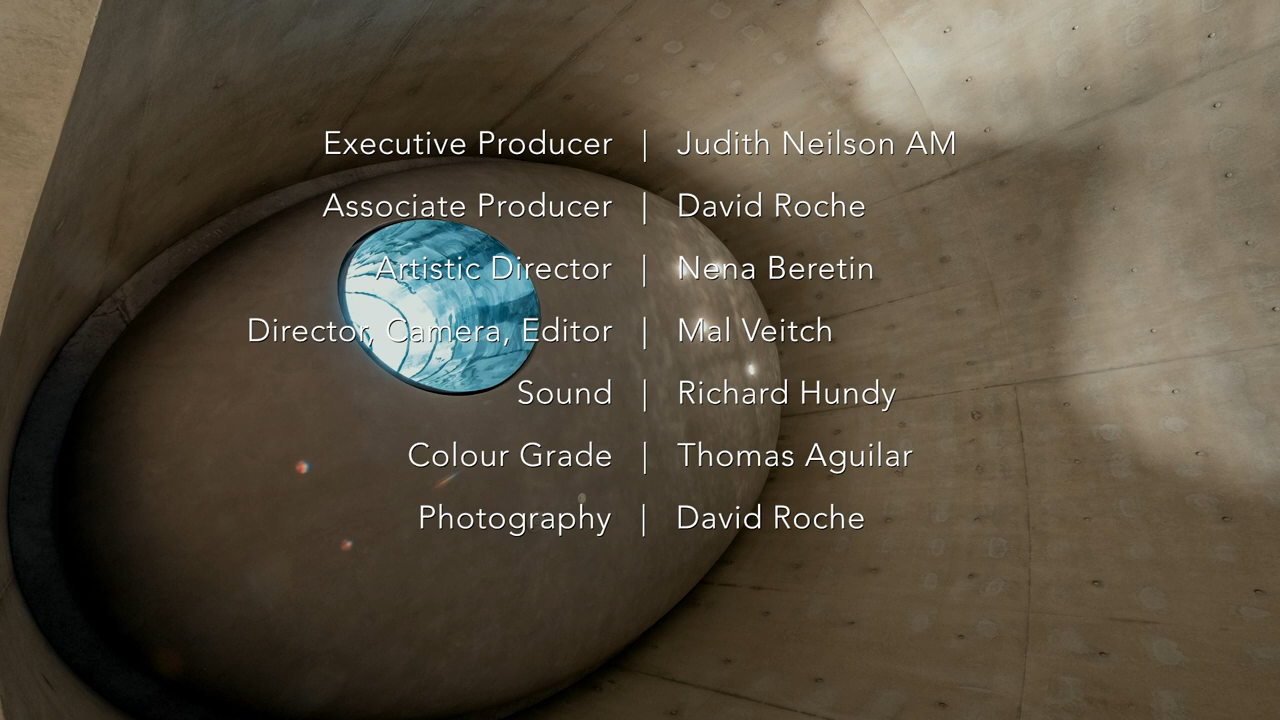 Executive Producer | Judith Neilson AM
Associate Producer | David Roche
Artistic Director | Nena Beretin
Director, Camera, Editor | Mal Veitch
Sound | Richard Hundy
Colour Grade | Thomas Aguilar
Photography | David Roche